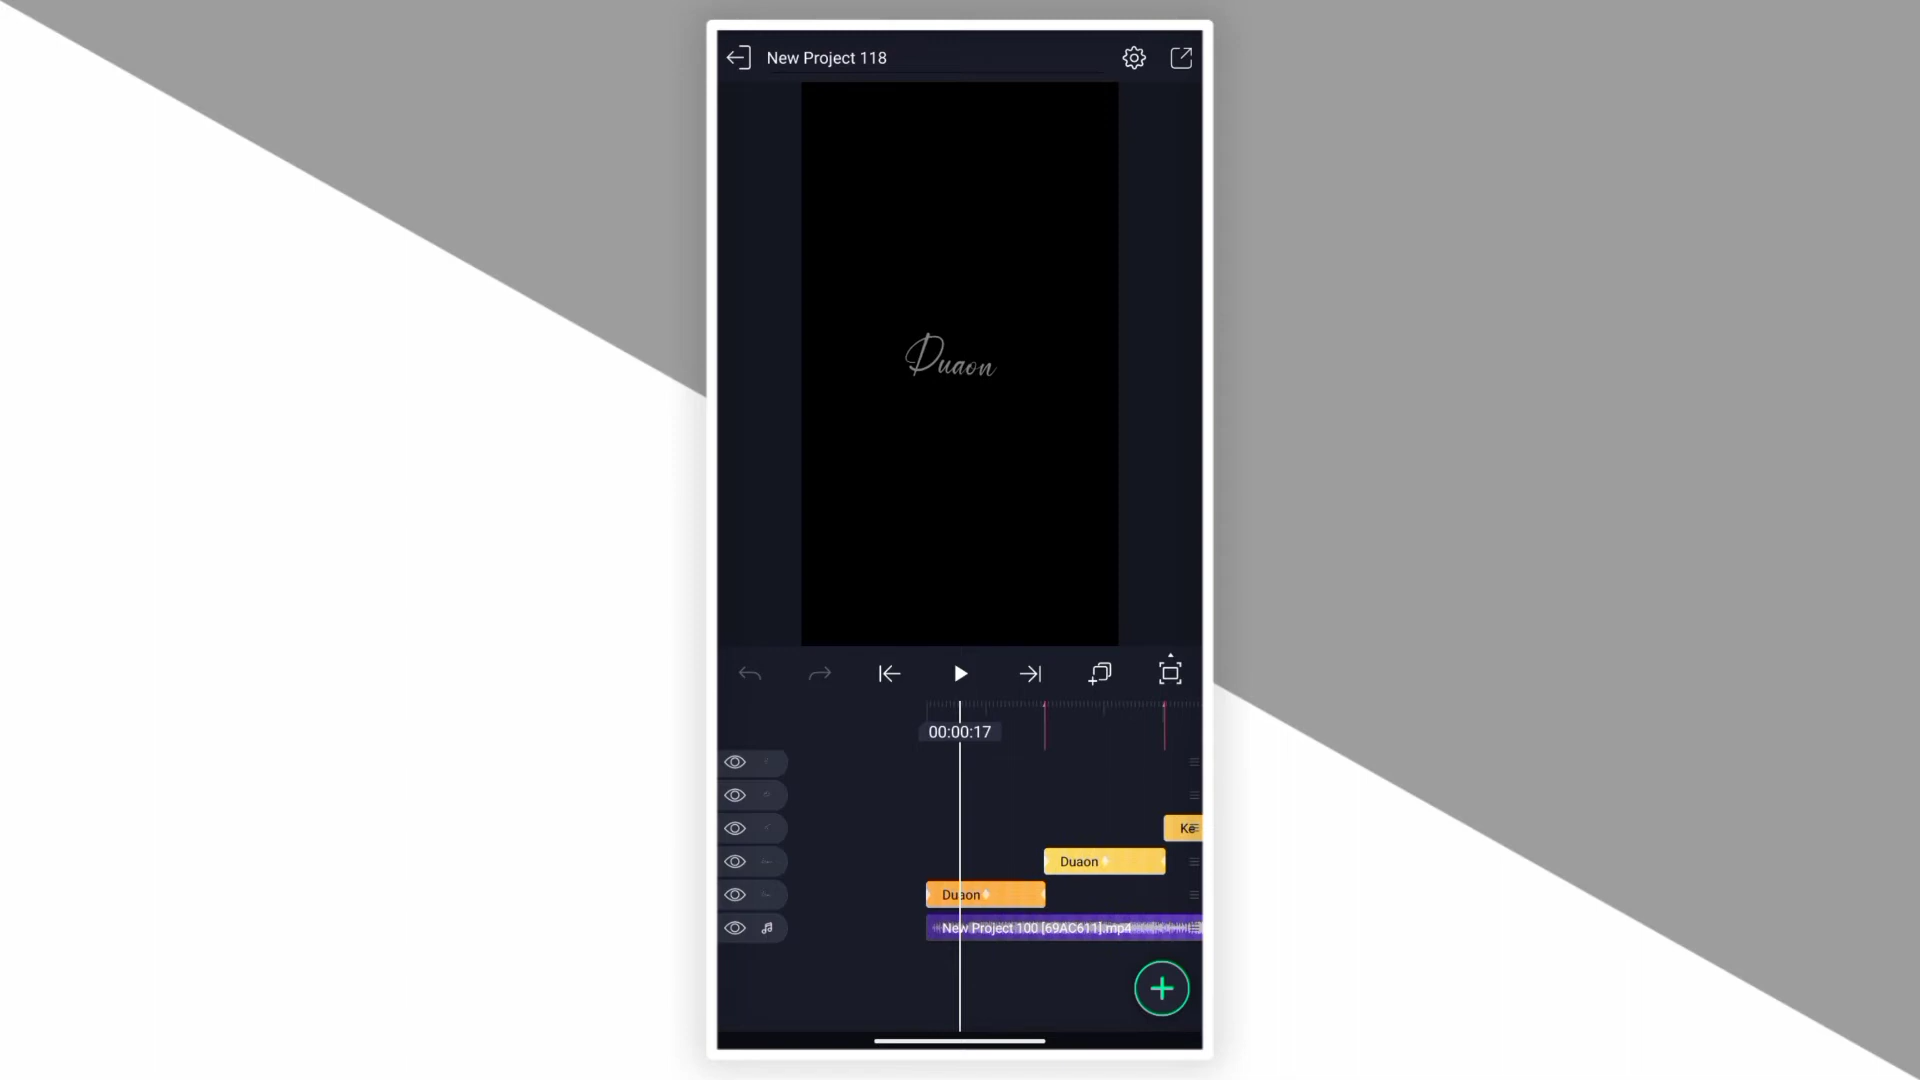 New Project 118
Duaon
00:00:17
Ke
Duaon
Duaon
New Project 100 [69AC611].mp4